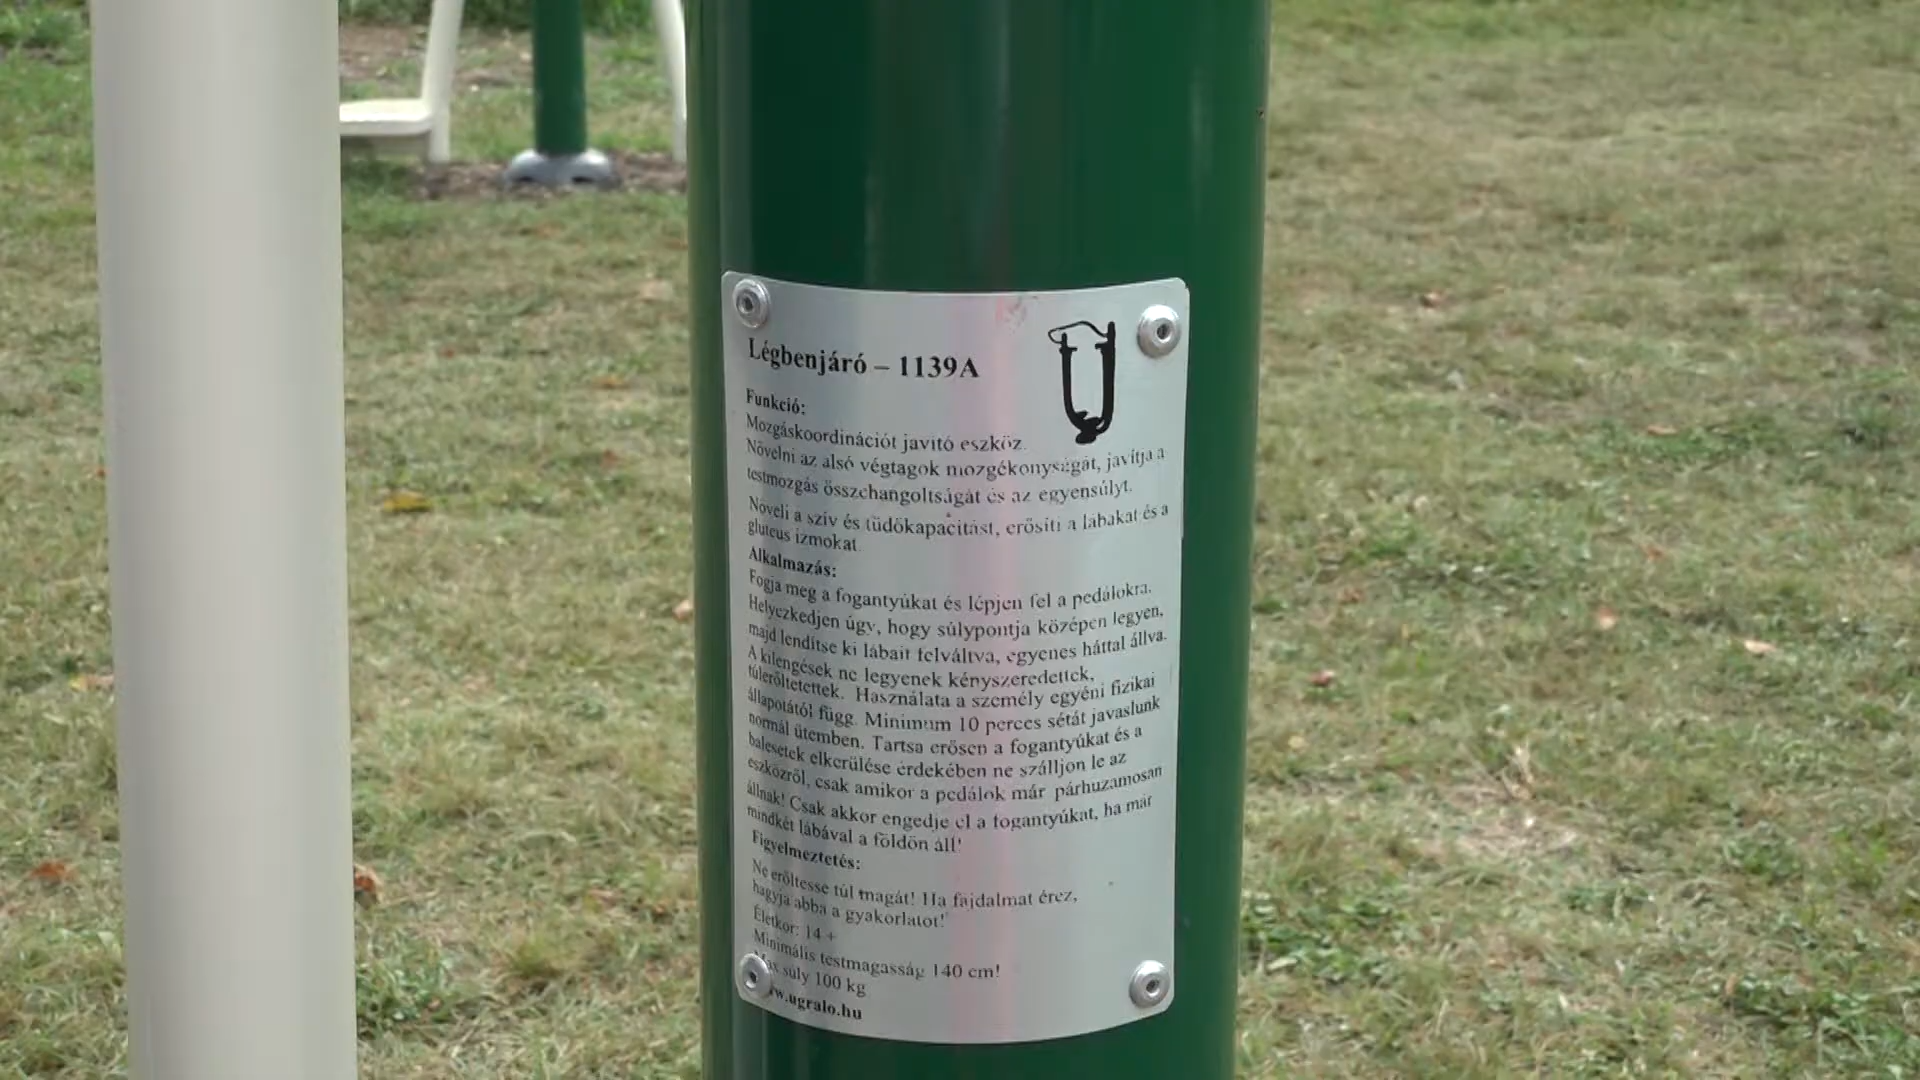 Légbenjáró – 1139A
Funkció:
Mozgáskoordinációt javító eszköz.
Növelni az alsó végtagok mozgékonyságát, javítja a
testmozgás összehangoltságát és az egyensúlyt.
Növeli a szív és tüdőkapacitást, erősíti a lábakat és a
gluteus izmokat.
Alkalmazás:
Fogja meg a fogantyúkat és lépjen fel a pedálokra.
Helyezkedjen úgy, hogy súlypontja középen legyen,
majd lendítse ki lábait felváltva, egyenes háttal állva.
A kilengések ne legyenek kényszeredettek,
túlerőltetettek. Használata a személy egyéni fizikai
állapotától függ. Minimum 10 perces sétát javaslunk
normál ütemben. Tartsa erősen a fogantyúkat és a
balesetek elkerülése érdekében ne szálljon le az
eszközről, csak amikor a pedálok már párhuzamosan
állnak! Csak akkor engedje el a fogantyúkat, ha már
mindkét lábával a földön áll!
Figyelmeztetés:
Ne erőltesse túl magát! Ha fájdalmat érez,
hagyja abba a gyakorlatot!
Életkor: 14 +
Minimális testmagasság 140 cm!
Max súly 100 kg
w.ugralo.hu